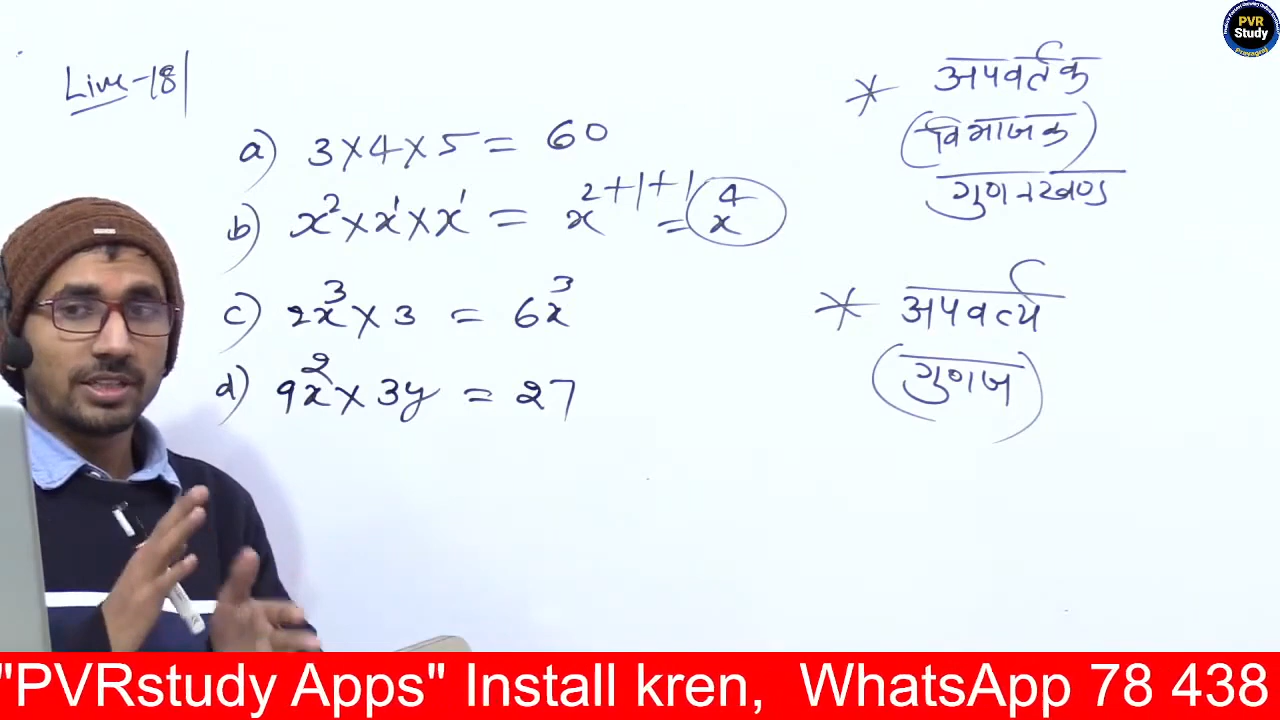 Live-18
a) 3×4×5 = 60
b) x²×x¹×x¹ = x²⁺¹⁺¹ = x⁴
c) 2x³×3 = 6x³
d) 9x²×3y = 27
* अपवर्तक
(विभाजक)
गुणनखण्ड
* अपवर्त्य
(गुणज)
PVR
Study
Prayagraj
"PVRstudy Apps" Install kren, WhatsApp 78 438